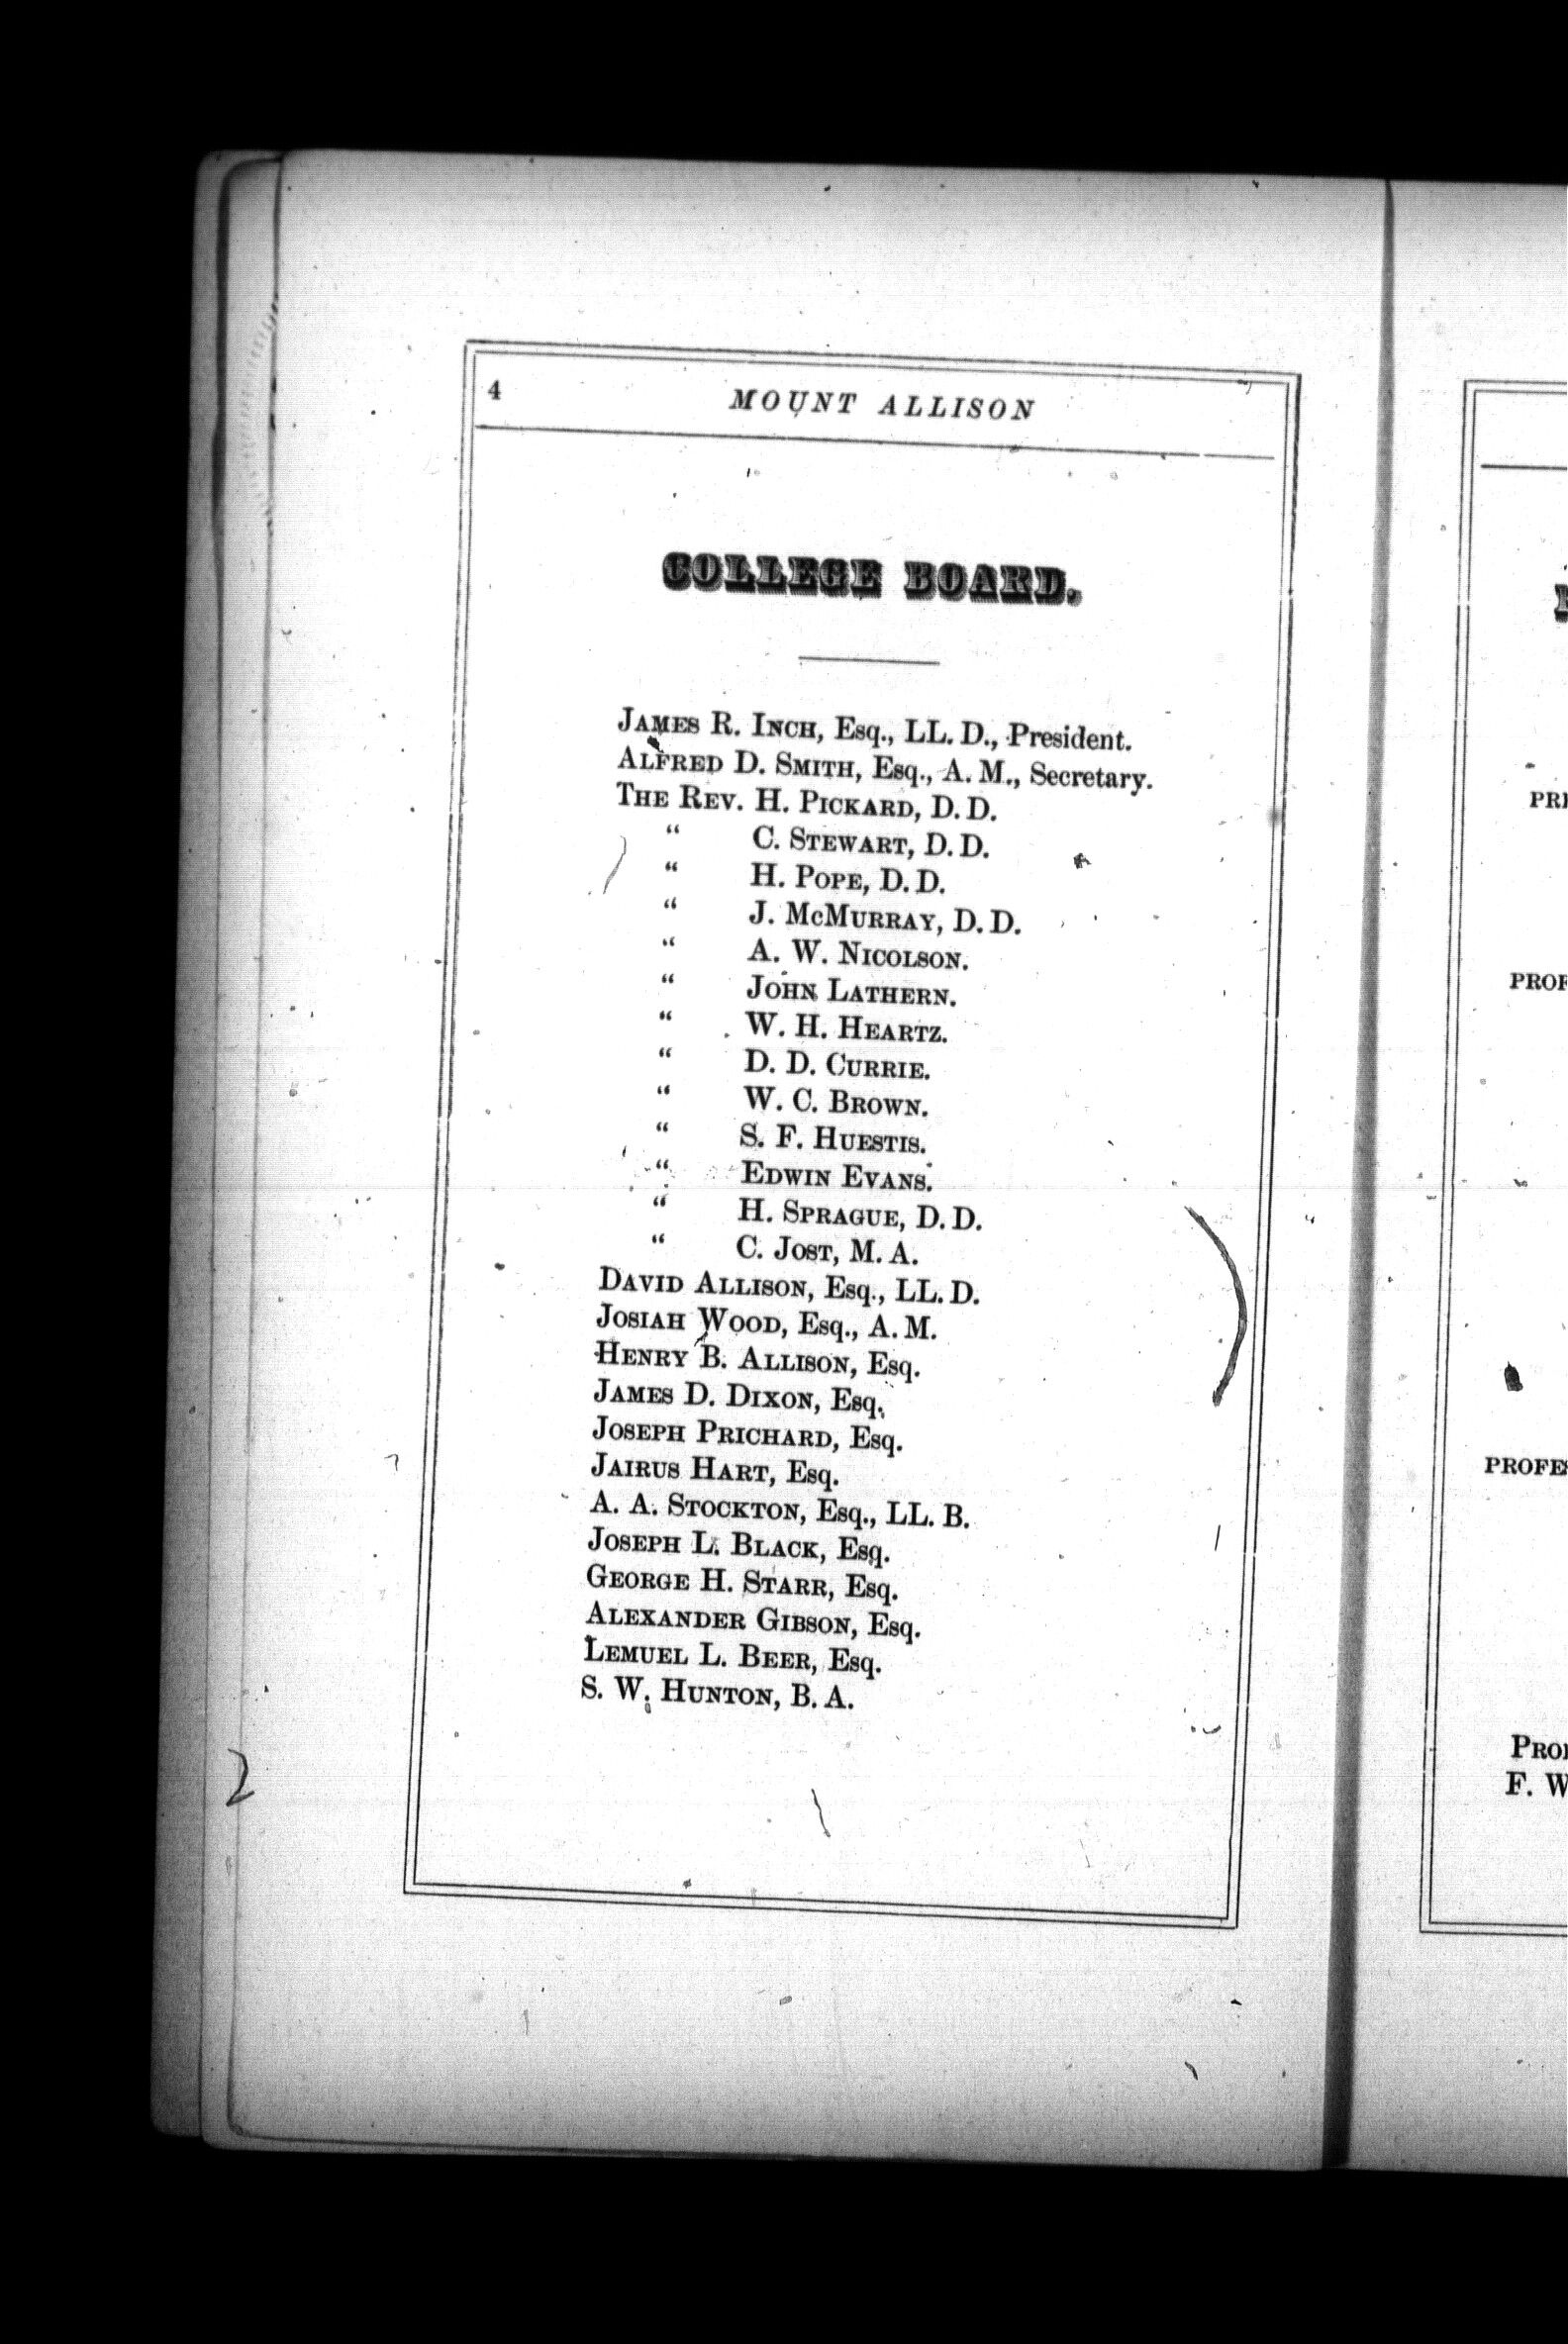 4 MOUNT ALLISON
COLLEGE BOARD.
JAMES R. INCH, Esq., LL. D., President.
ALFRED D. SMITH, Esq., A. M., Secretary.
THE REV. H. PICKARD, D. D.
“ C. STEWART, D. D.
“ H. POPE, D. D.
“ J. MCMURRAY, D. D.
“ A. W. NICOLSON.
“ JOHN LATHERN.
“ W. H. HEARTZ.
“ D. D. CURRIE.
“ W. C. BROWN.
“ S. F. HUESTIS.
“ EDWIN EVANS.
“ H. SPRAGUE, D. D.
“ C. JOST, M. A.
DAVID ALLISON, Esq., LL. D.
JOSIAH WOOD, Esq., A. M.
HENRY B. ALLISON, Esq.
JAMES D. DIXON, Esq.
JOSEPH PRICHARD, Esq.
JAIRUS HART, Esq.
A. A. STOCKTON, Esq., LL. B.
JOSEPH L. BLACK, Esq.
GEORGE H. STARR, Esq.
ALEXANDER GIBSON, Esq.
LEMUEL L. BEER, Esq.
S. W. HUNTON, B. A.
2
F. W